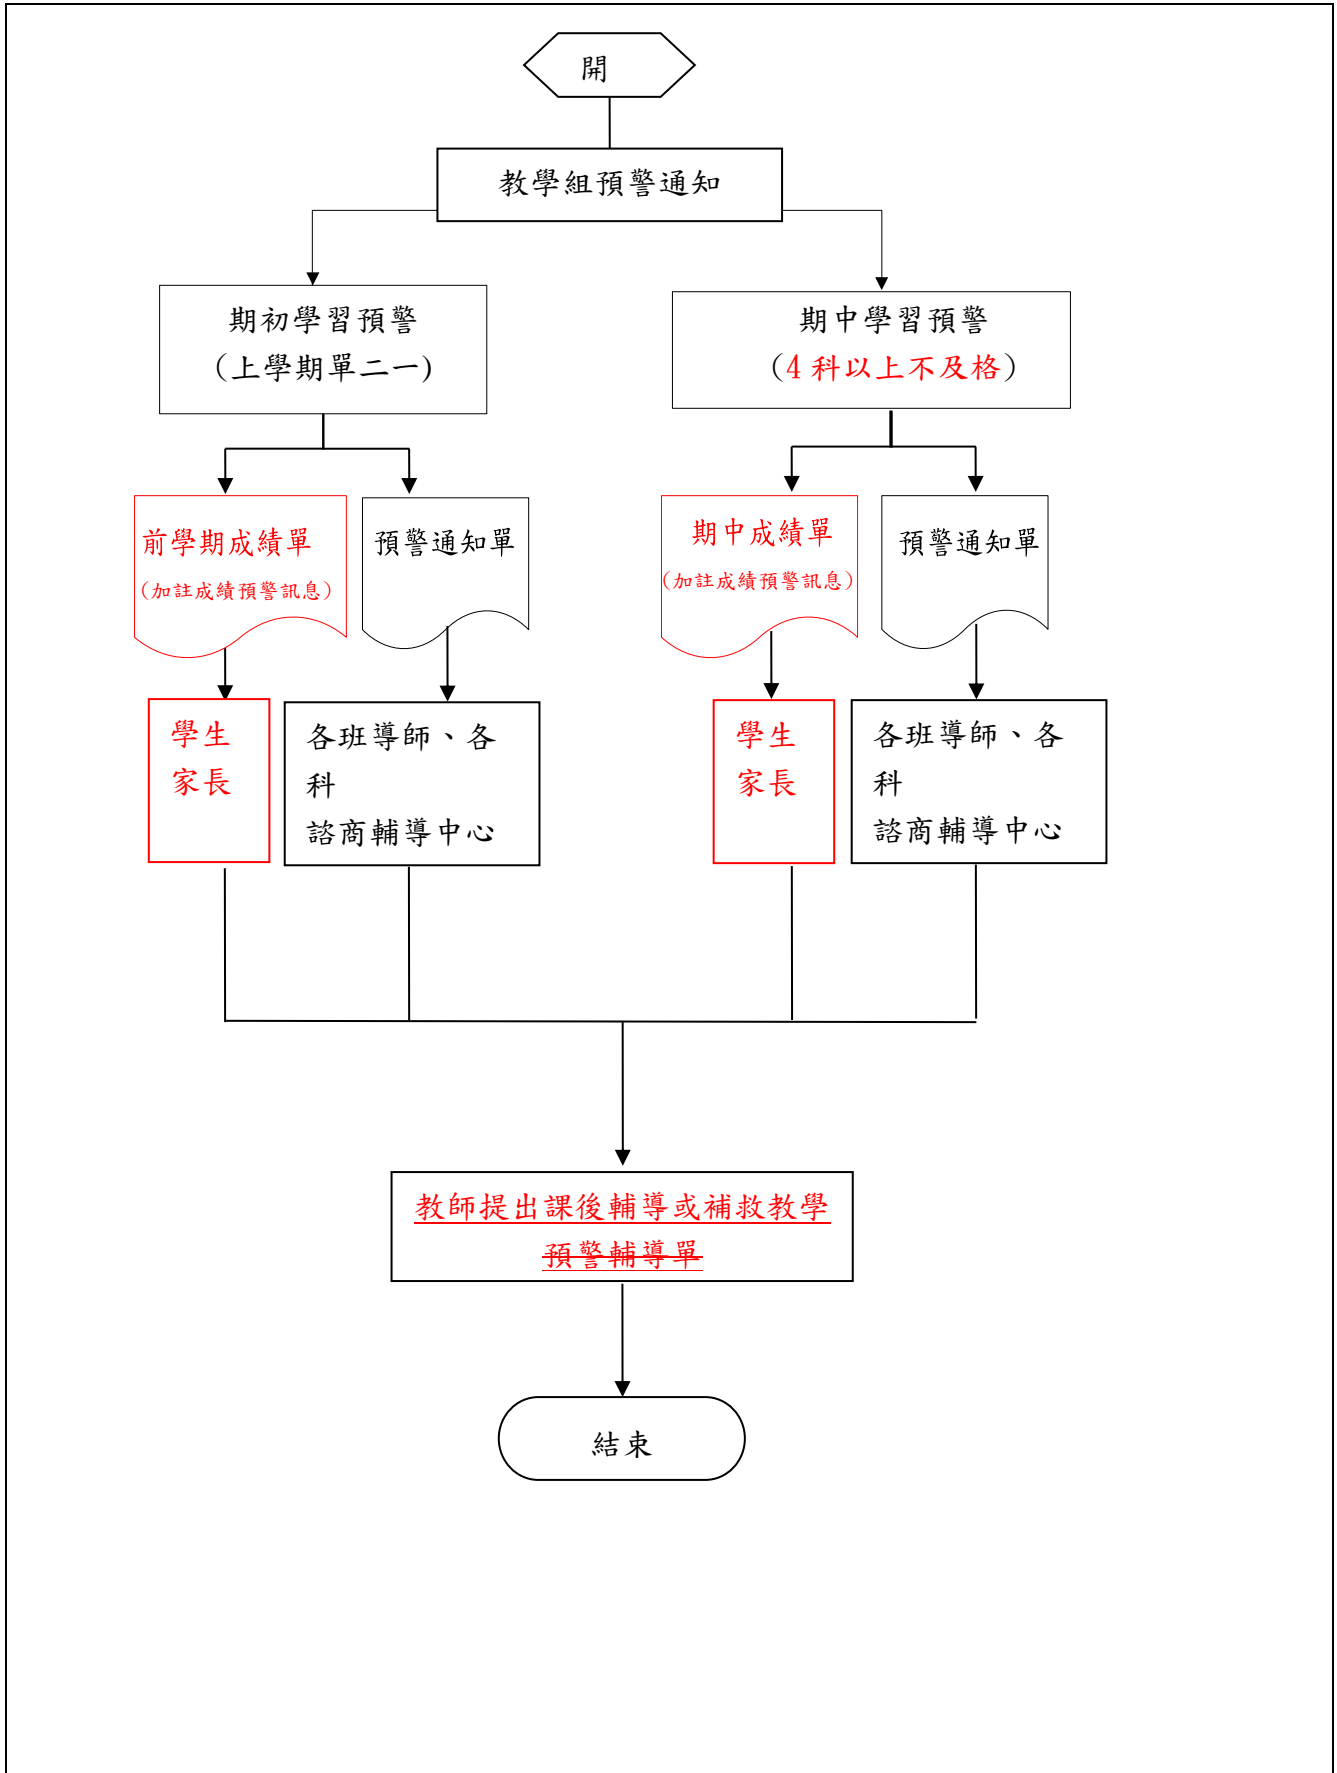 開
教學組預警通知
期初學習預警
(上學期單二一)
期中學習預警
(4 科以上不及格)
前學期成績單
(加註成績預警訊息)
預警通知單
期中成績單
(加註成績預警訊息)
預警通知單
學生
家長
各班導師、各
科
諮商輔導中心
學生
家長
各班導師、各
科
諮商輔導中心
教師提出課後輔導或補救教學
預警輔導單
結束